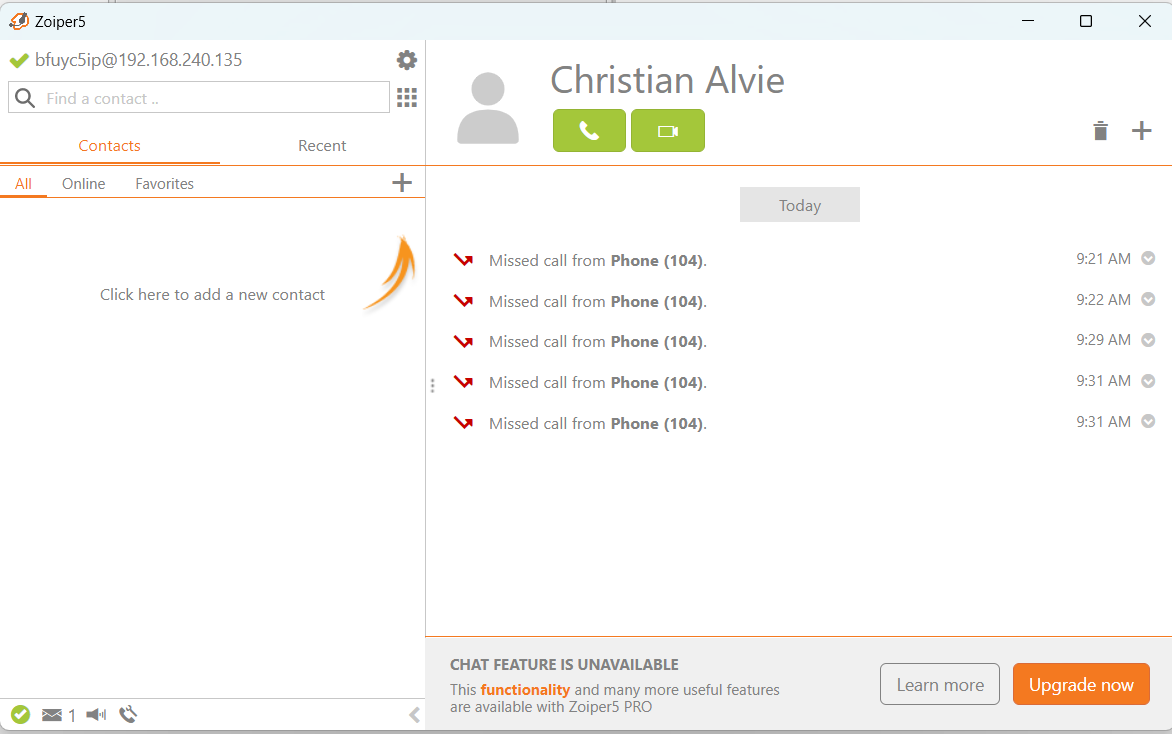 Zoiper5
bfuyc5ip@192.168.240.135
Find a contact ..
Contacts
Recent
All
Online
Favorites
Click here to add a new contact
1
Christian Alvie
Today
Missed call from Phone (104). 9:21 AM
Missed call from Phone (104). 9:22 AM
Missed call from Phone (104). 9:29 AM
Missed call from Phone (104). 9:31 AM
Missed call from Phone (104). 9:31 AM
CHAT FEATURE IS UNAVAILABLE
This functionality and many more useful features
are available with Zoiper5 PRO
Learn more
Upgrade now